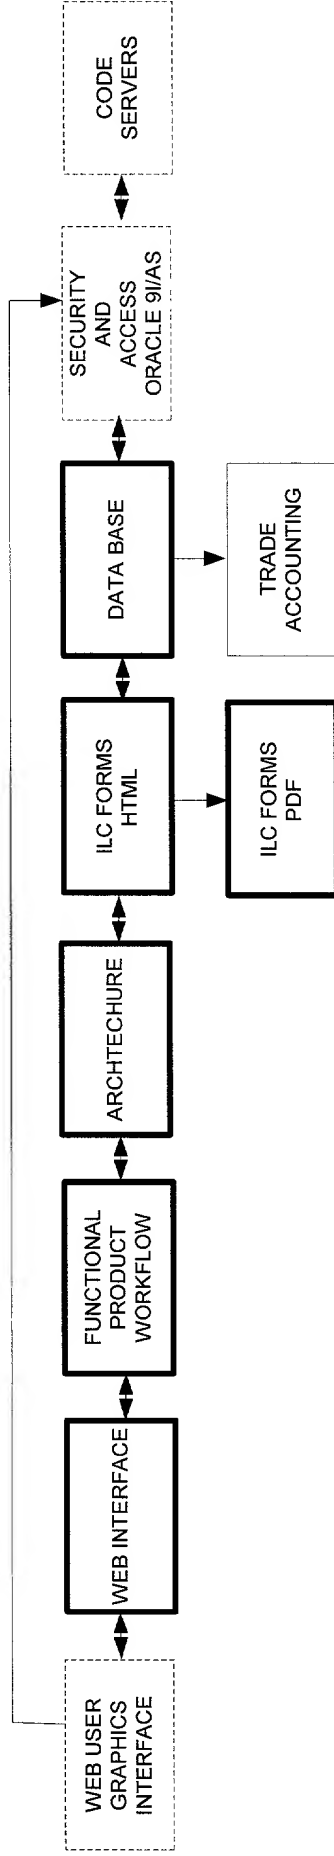 WEB USER
GRAPHICS
INTERFACE
WEB INTERFACE
FUNCTIONAL
PRODUCT
WORKFLOW
ARCHTECHURE
ILC FORMS
HTML
DATA BASE
SECURITY
AND
ACCESS
ORACLE 9I/AS
CODE
SERVERS
ILC FORMS
PDF
TRADE
ACCOUNTING